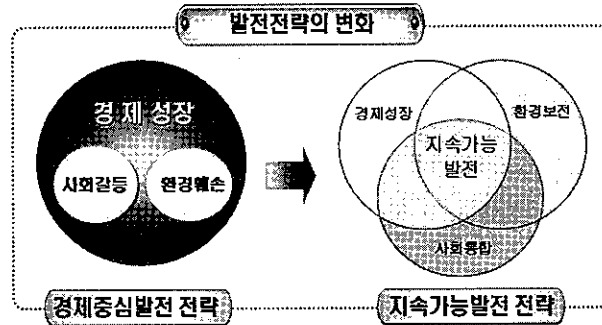 발전전략의 변화
경제 성장
사회갈등
환경훼손
경제성장
환경보전
지속가능
발전
사회통합
경제중심발전 전략
지속가능발전 전략